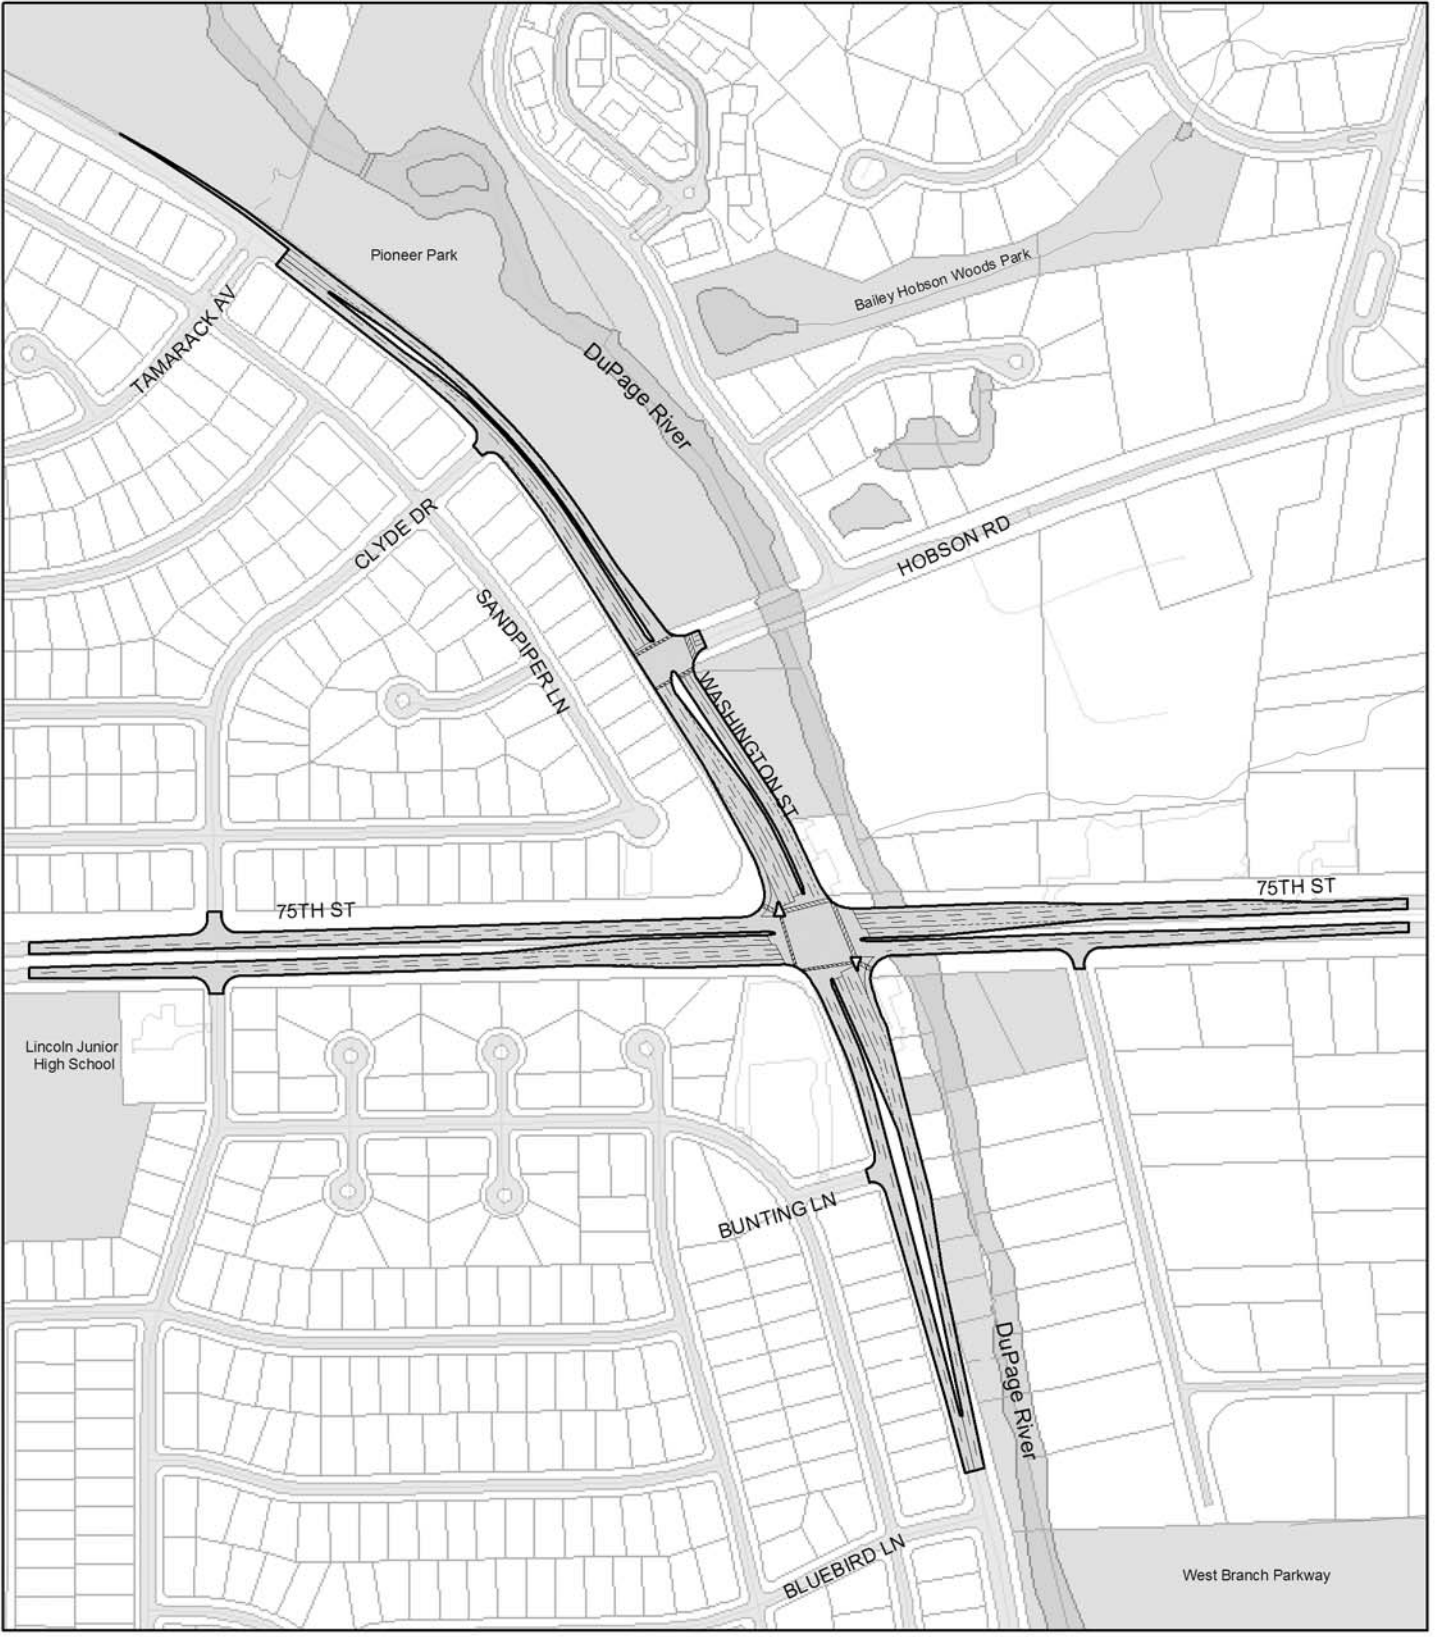 Pioneer Park
Bailey Hobson Woods Park
TAMARACK AV
DuPage River
CLYDE DR
HOBSON RD
SANDPIPER LN
WASHINGTON ST
75TH ST
75TH ST
Lincoln Junior
High School
BUNTING LN
DuPage River
BLUEBIRD LN
West Branch Parkway